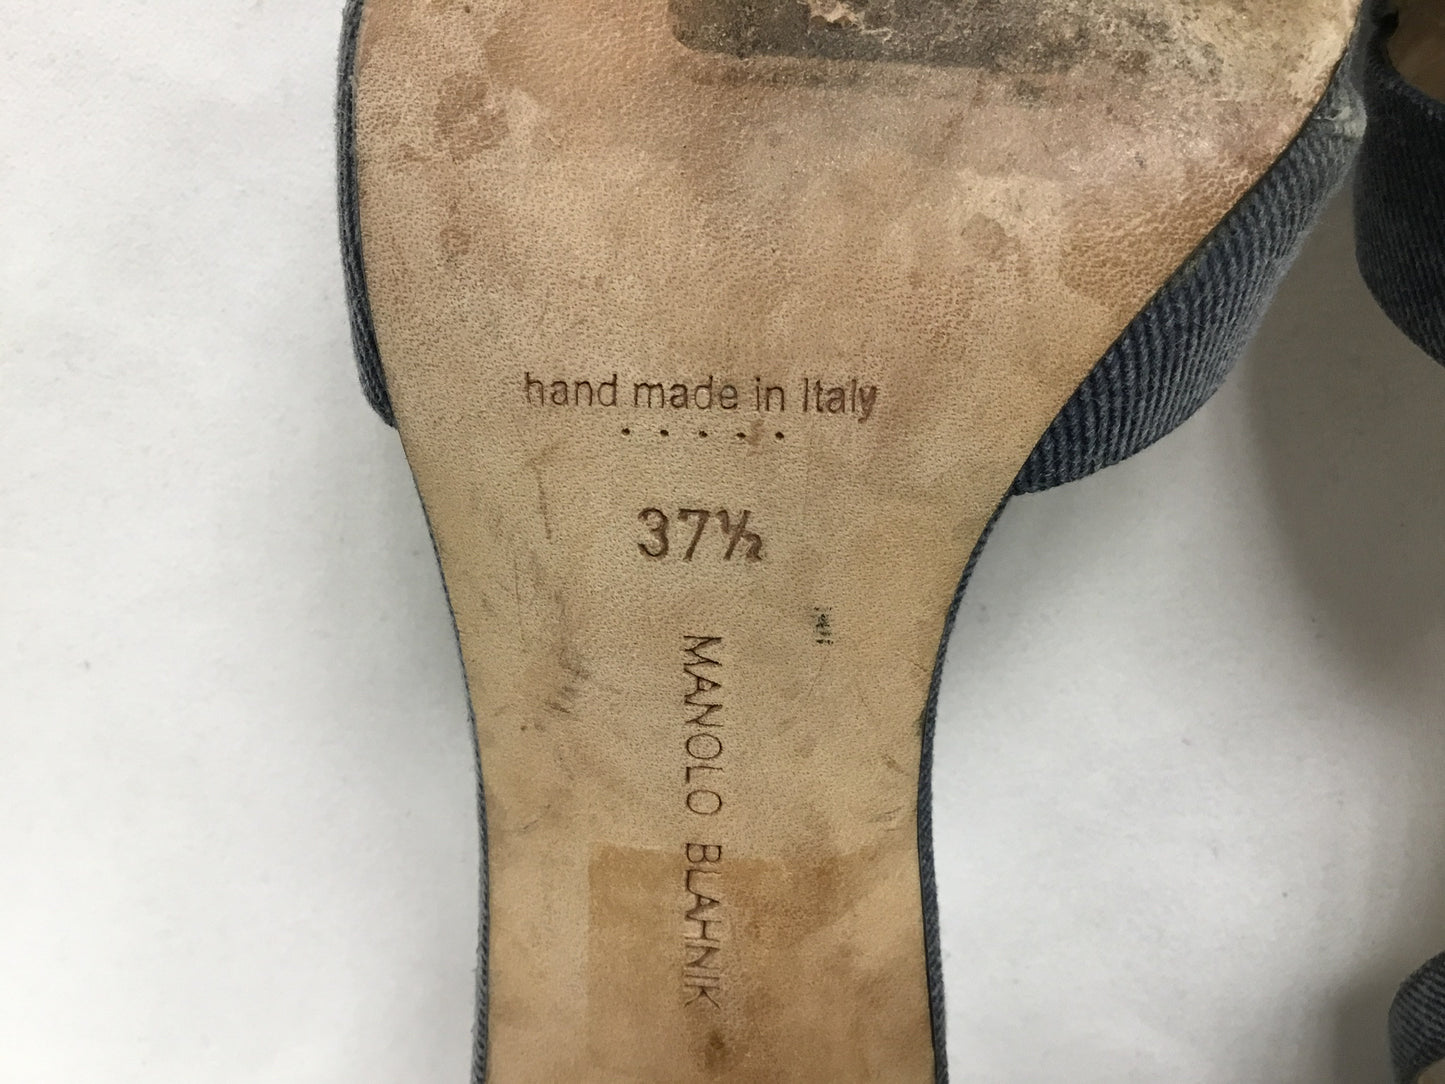 hand made in Italy
37½
MANOLO BLAHNIK